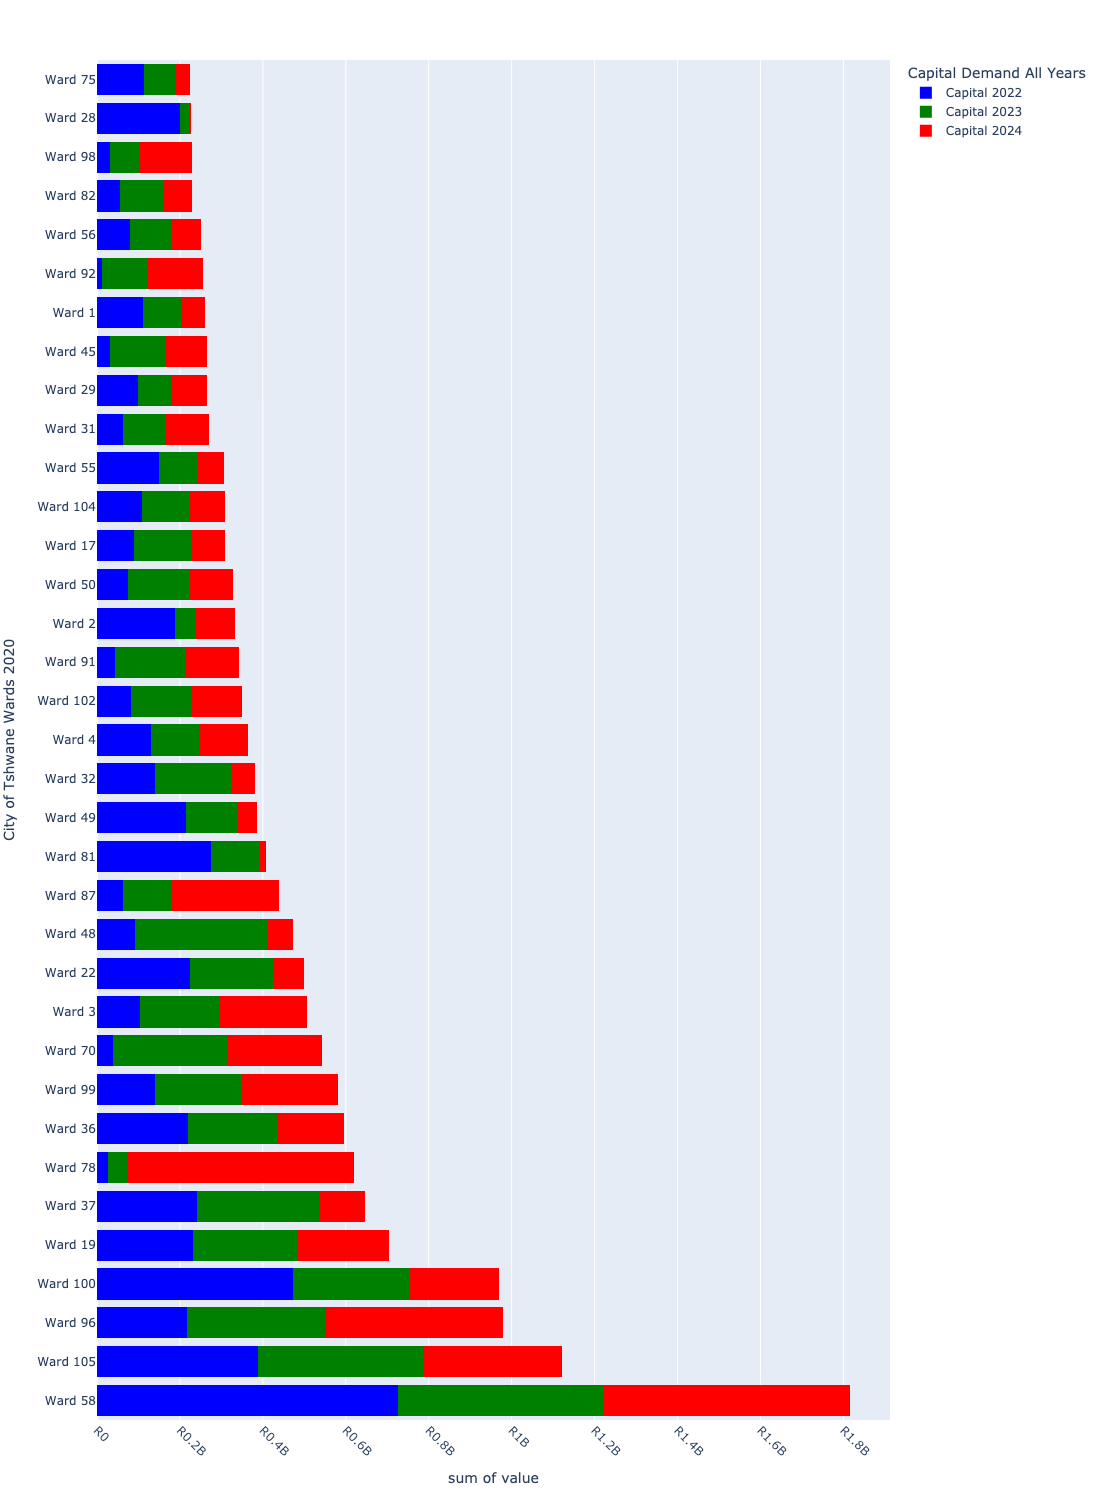 Capital Demand All Years
Capital 2022
Capital 2023
Capital 2024
City of Tshwane Wards 2020
Ward 75
Ward 28
Ward 98
Ward 82
Ward 56
Ward 92
Ward 1
Ward 45
Ward 29
Ward 31
Ward 55
Ward 104
Ward 17
Ward 50
Ward 2
Ward 91
Ward 102
Ward 4
Ward 32
Ward 49
Ward 81
Ward 87
Ward 48
Ward 22
Ward 3
Ward 70
Ward 99
Ward 36
Ward 78
Ward 37
Ward 19
Ward 100
Ward 96
Ward 105
Ward 58
R0
R0.2B
R0.4B
R0.6B
R0.8B
R1B
R1.2B
R1.4B
R1.6B
R1.8B
sum of value